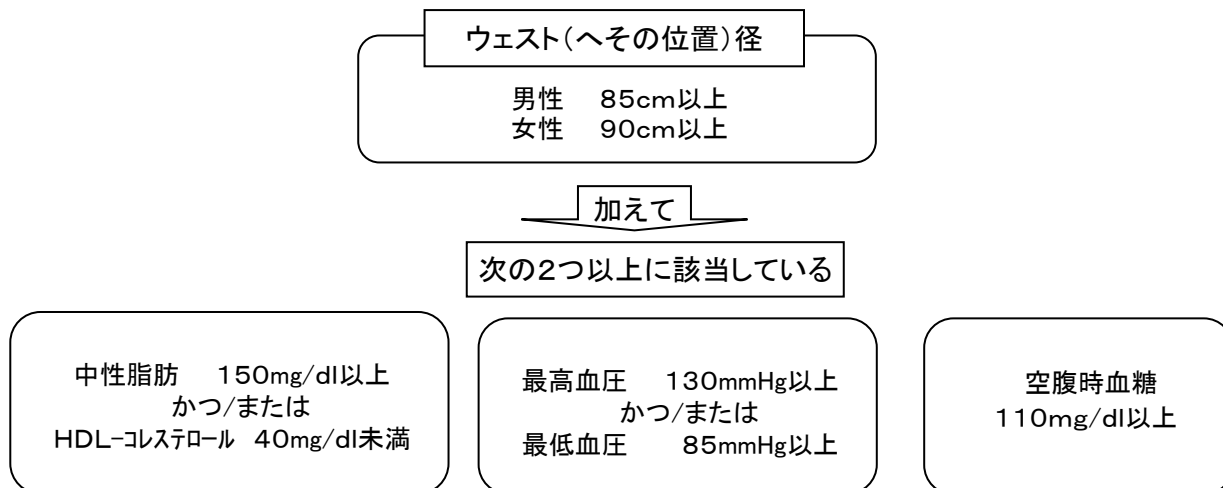 ウェスト（へその位置）径
男性　85cm以上
女性　90cm以上
加えて
次の2つ以上に該当している
中性脂肪　150mg/dl以上
かつ/または
HDL-コレステロール　40mg/dl未満
最高血圧　130mmHg以上
かつ/または
最低血圧　85mmHg以上
空腹時血糖
110mg/dl以上